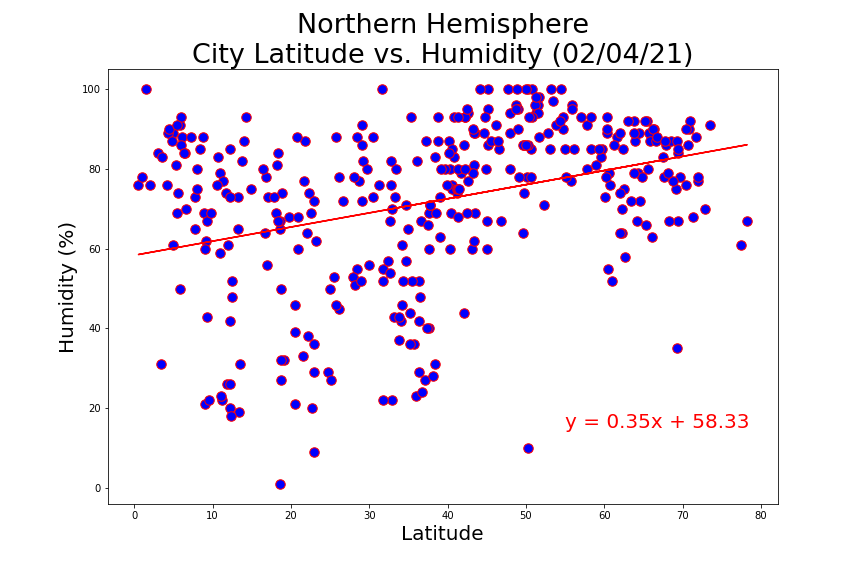 Northern Hemisphere
City Latitude vs. Humidity (02/04/21)
100
80
60
40
20
0
Humidity (%)
y = 0.35x + 58.33
0 10 20 30 40 50 60 70 80
Latitude